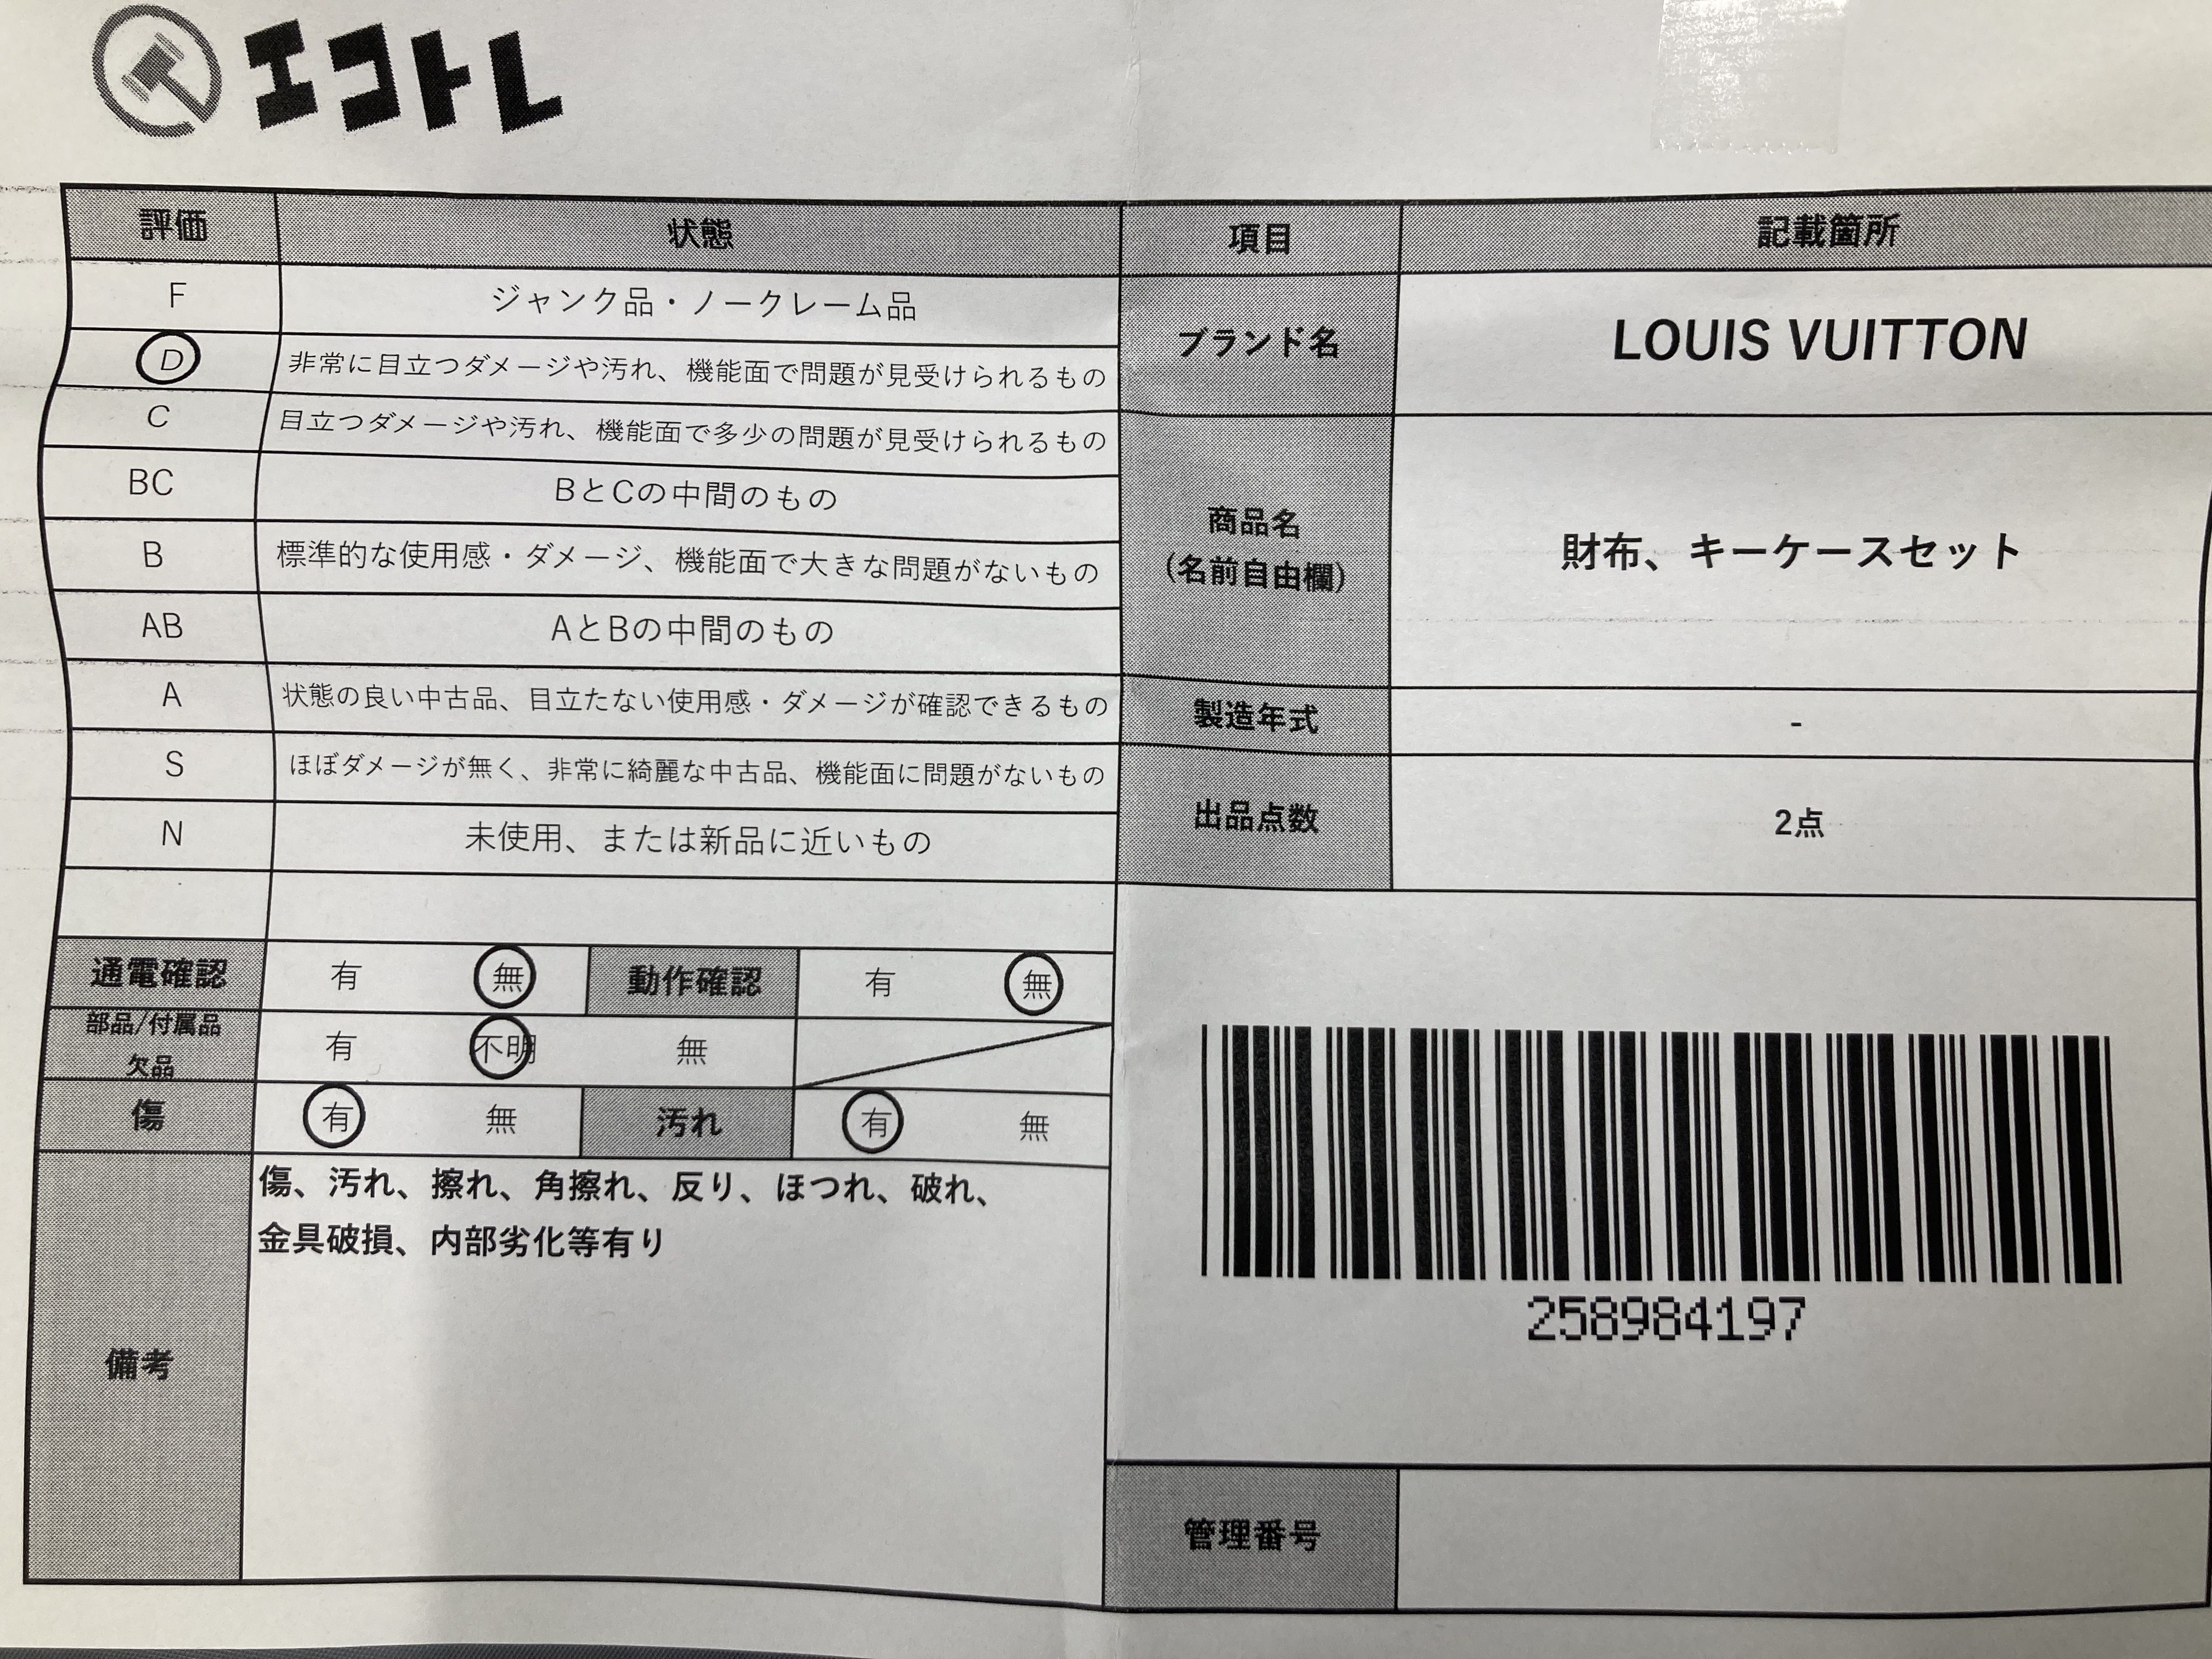 エコトレ
評価 状態
F ジャンク品・ノークレーム品
D 非常に目立つダメージや汚れ、機能面で問題が見受けられるもの
C 目立つダメージや汚れ、機能面で多少の問題が見受けられるもの
BC BとCの中間のもの
B 標準的な使用感・ダメージ、機能面で大きな問題がないもの
AB AとBの中間のもの
A 状態の良い中古品、目立たない使用感・ダメージが確認できるもの
S ほぼダメージが無く、非常に綺麗な中古品、機能面に問題がないもの
N 未使用、または新品に近いもの
通電確認 有 無 動作確認 有 無
部品/付属品
欠品 有 不明 無
傷 有 無 汚れ 有 無
備考
傷、汚れ、擦れ、角擦れ、反り、ほつれ、破れ、
金具破損、内部劣化等有り
項目 記載箇所
ブランド名 LOUIS VUITTON
商品名
(名前自由欄)
財布、キーケースセット
製造年式 -
出品点数 2点
258984197
管理番号